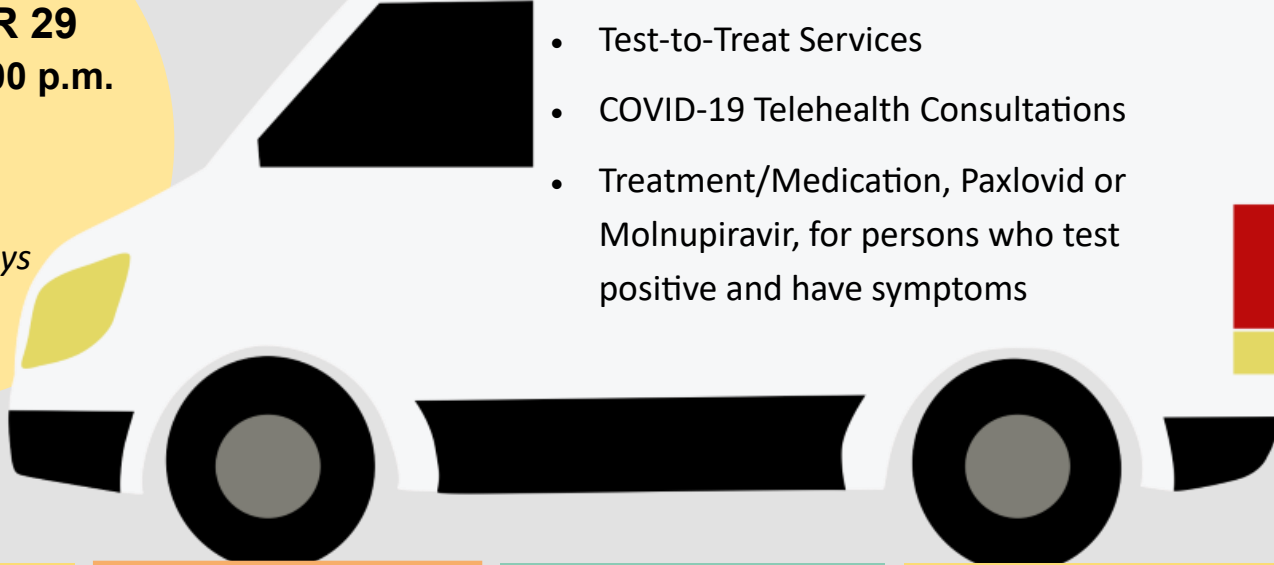 R 29
00 p.m.
ys
• Test-to-Treat Services
• COVID-19 Telehealth Consultations
• Treatment/Medication, Paxlovid or
Molnupiravir, for persons who test
positive and have symptoms